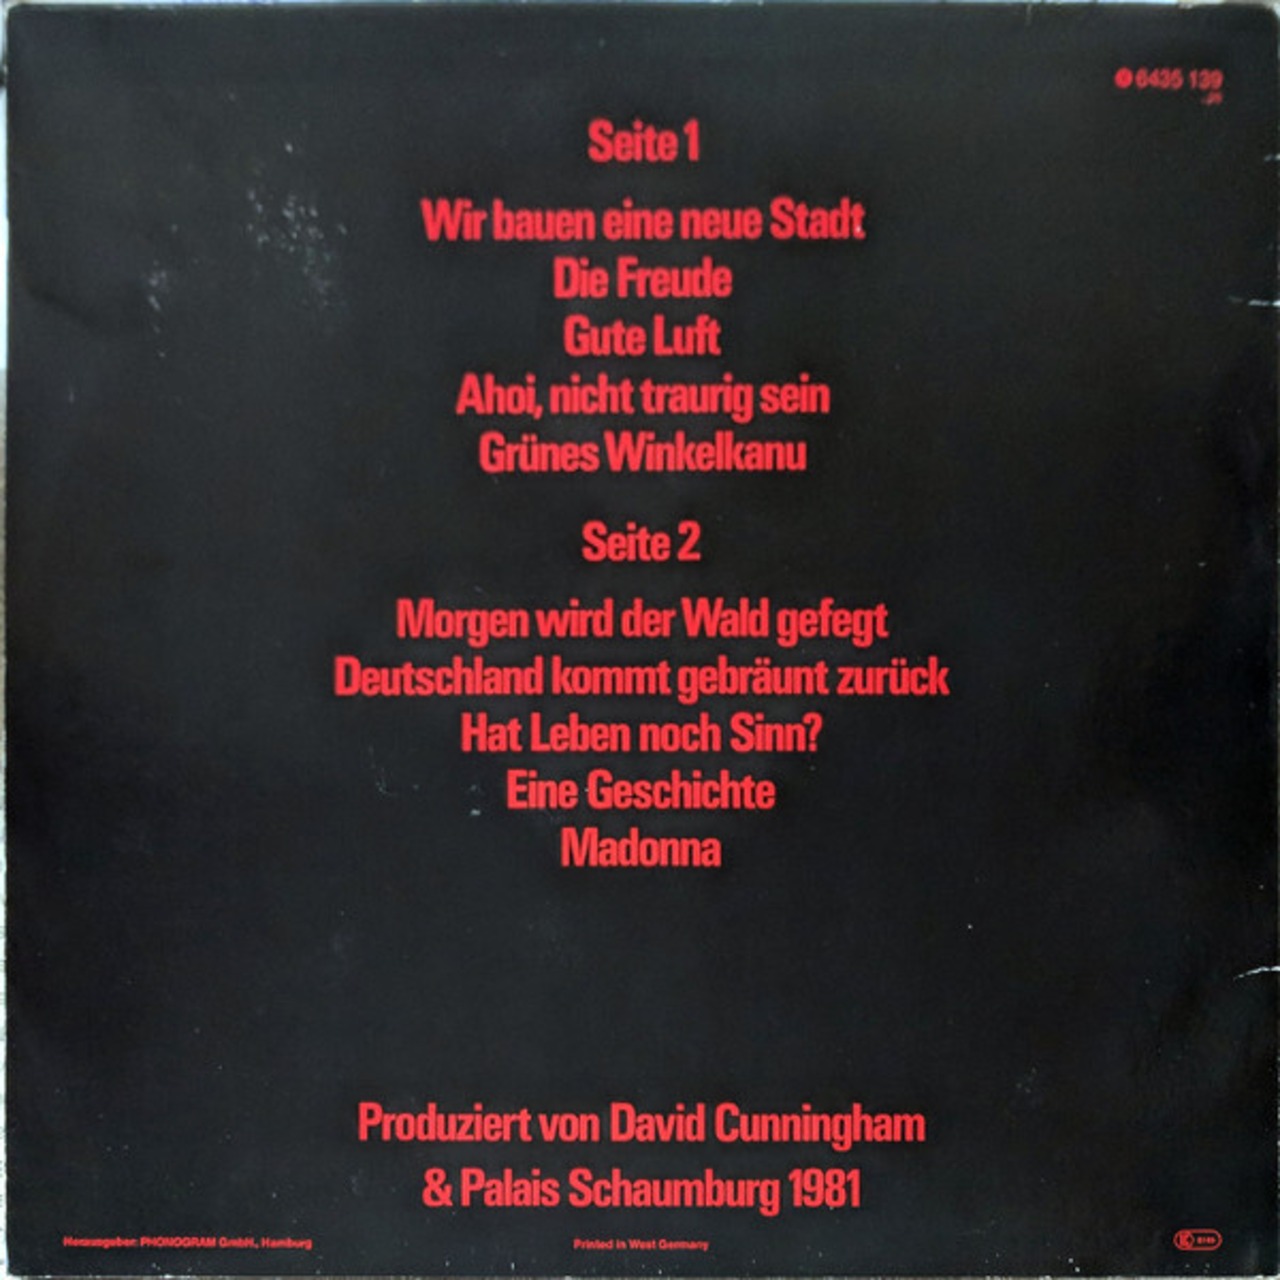 6435 139
Seite 1
Wir bauen eine neue Stadt
Die Freude
Gute Luft
Ahoi, nicht traurig sein
Grünes Winkelkanu
Seite 2
Morgen wird der Wald gefegt
Deutschland kommt gebräunt zurück
Hat Leben noch Sinn?
Eine Geschichte
Madonna
Produziert von David Cunningham
& Palais Schaumburg 1981
Herausgeber: PHONOGRAM GmbH, Hamburg
Printed in West Germany